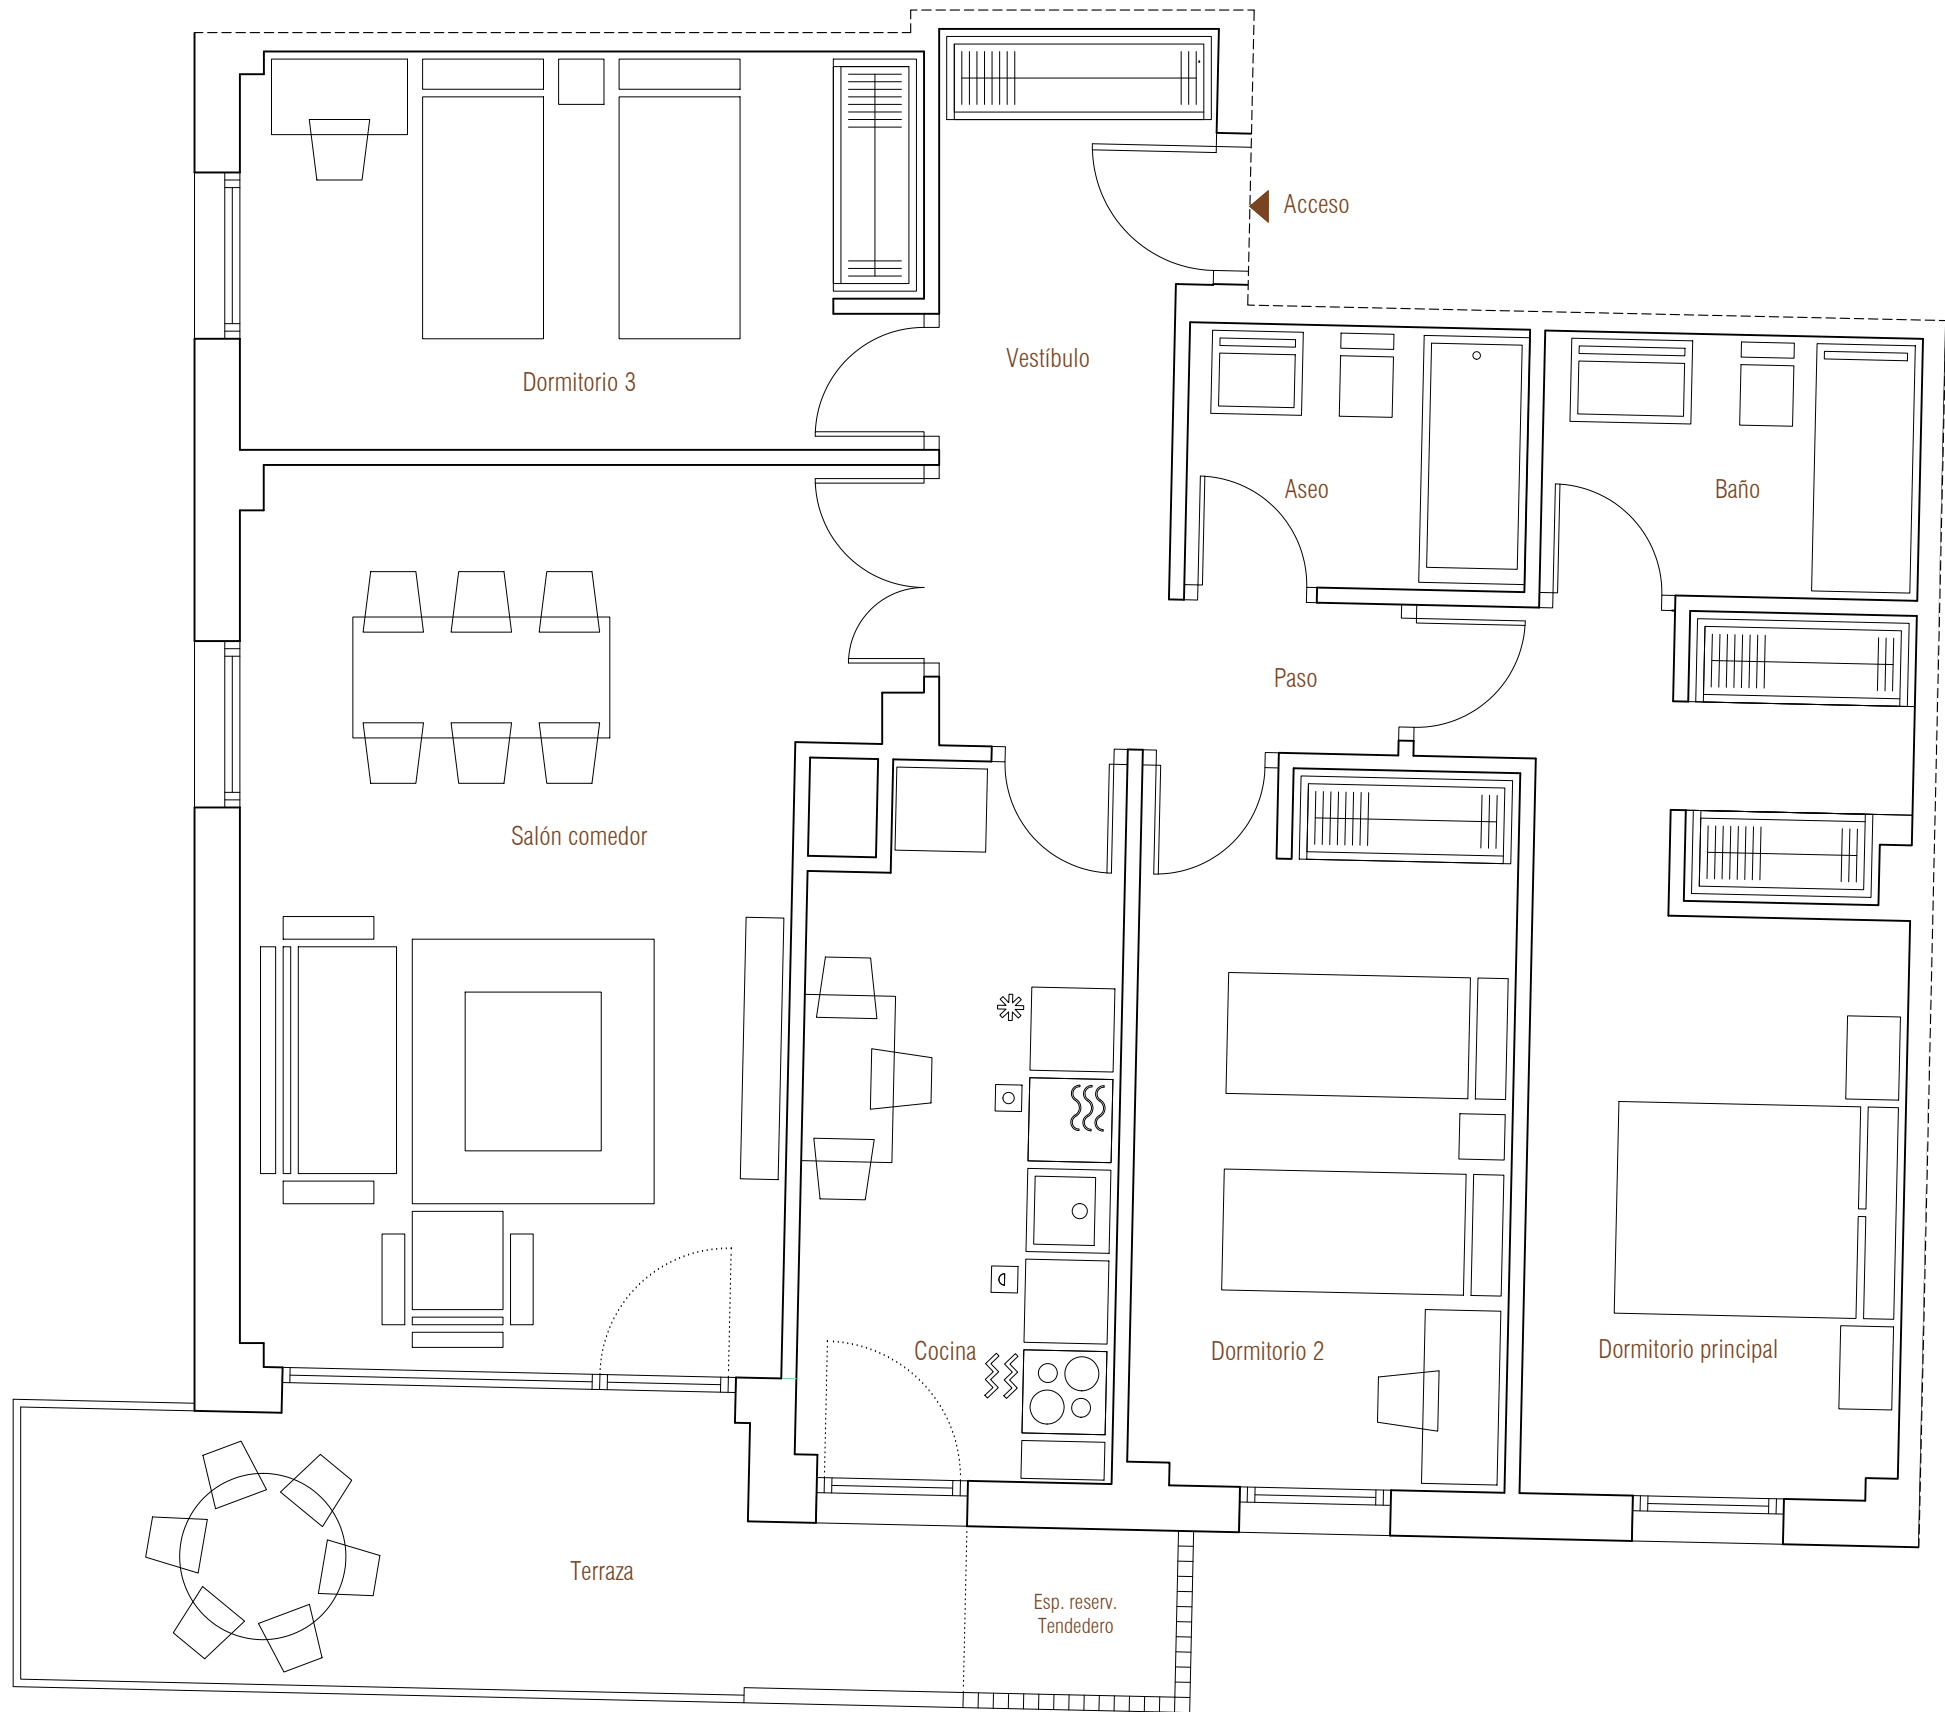 Acceso
Vestíbulo
Dormitorio 3
Aseo
Baño
Paso
Salón comedor
Cocina
Dormitorio 2
Dormitorio principal
Terraza
Esp. reserv.
Tendedero